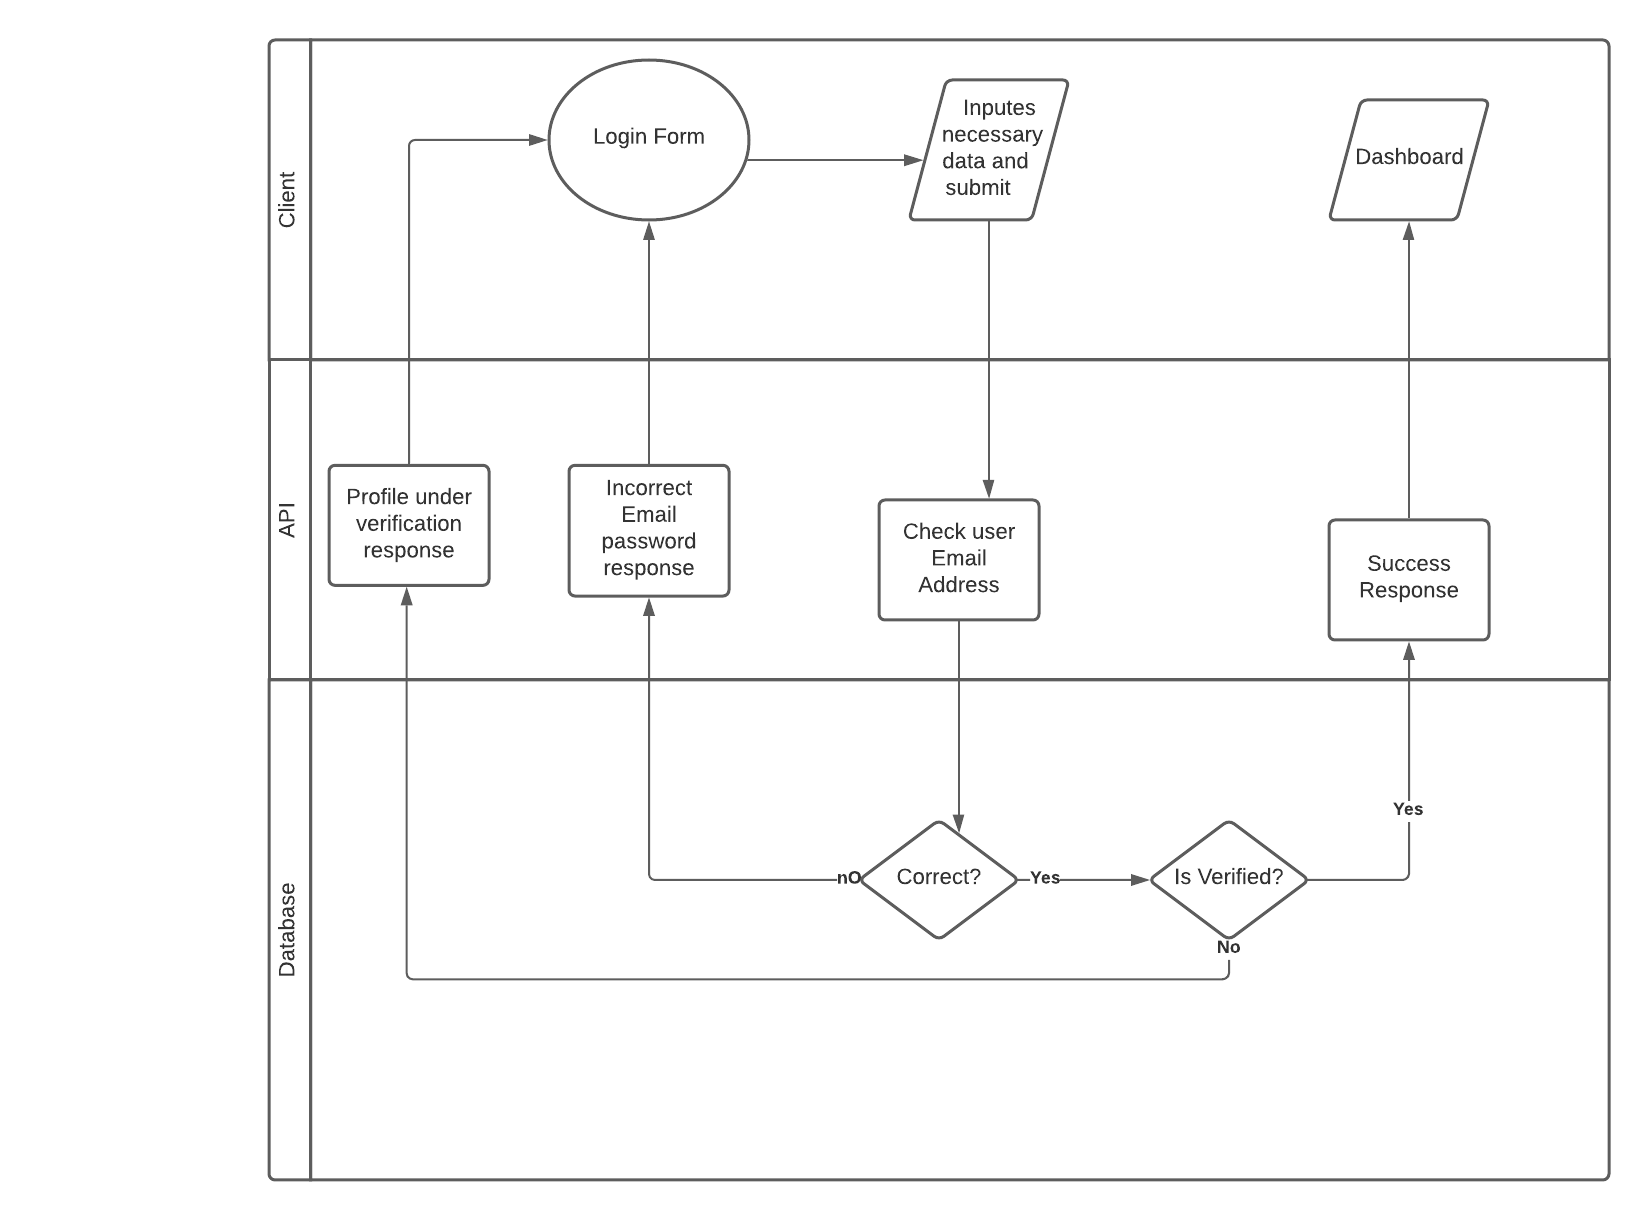 Client
Login Form
Inputes
necessary
data and
submit
Dashboard
API
Profile under
verification
response
Incorrect
Email
password
response
Check user
Email
Address
Success
Response
Database
nO
Correct?
Yes
Is Verified?
Yes
No